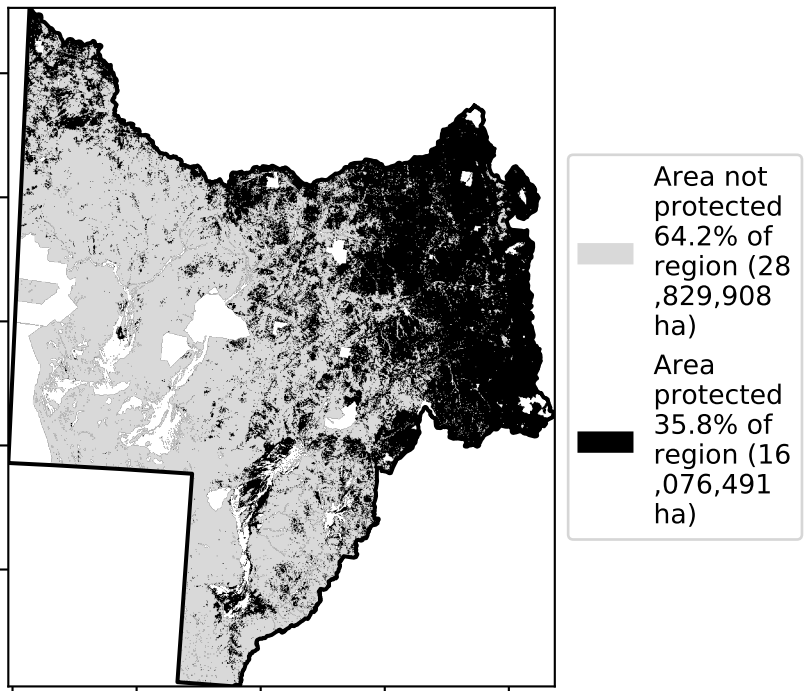 Area not
protected
64.2% of
region (28
,829,908
ha)
Area
protected
35.8% of
region (16
,076,491
ha)